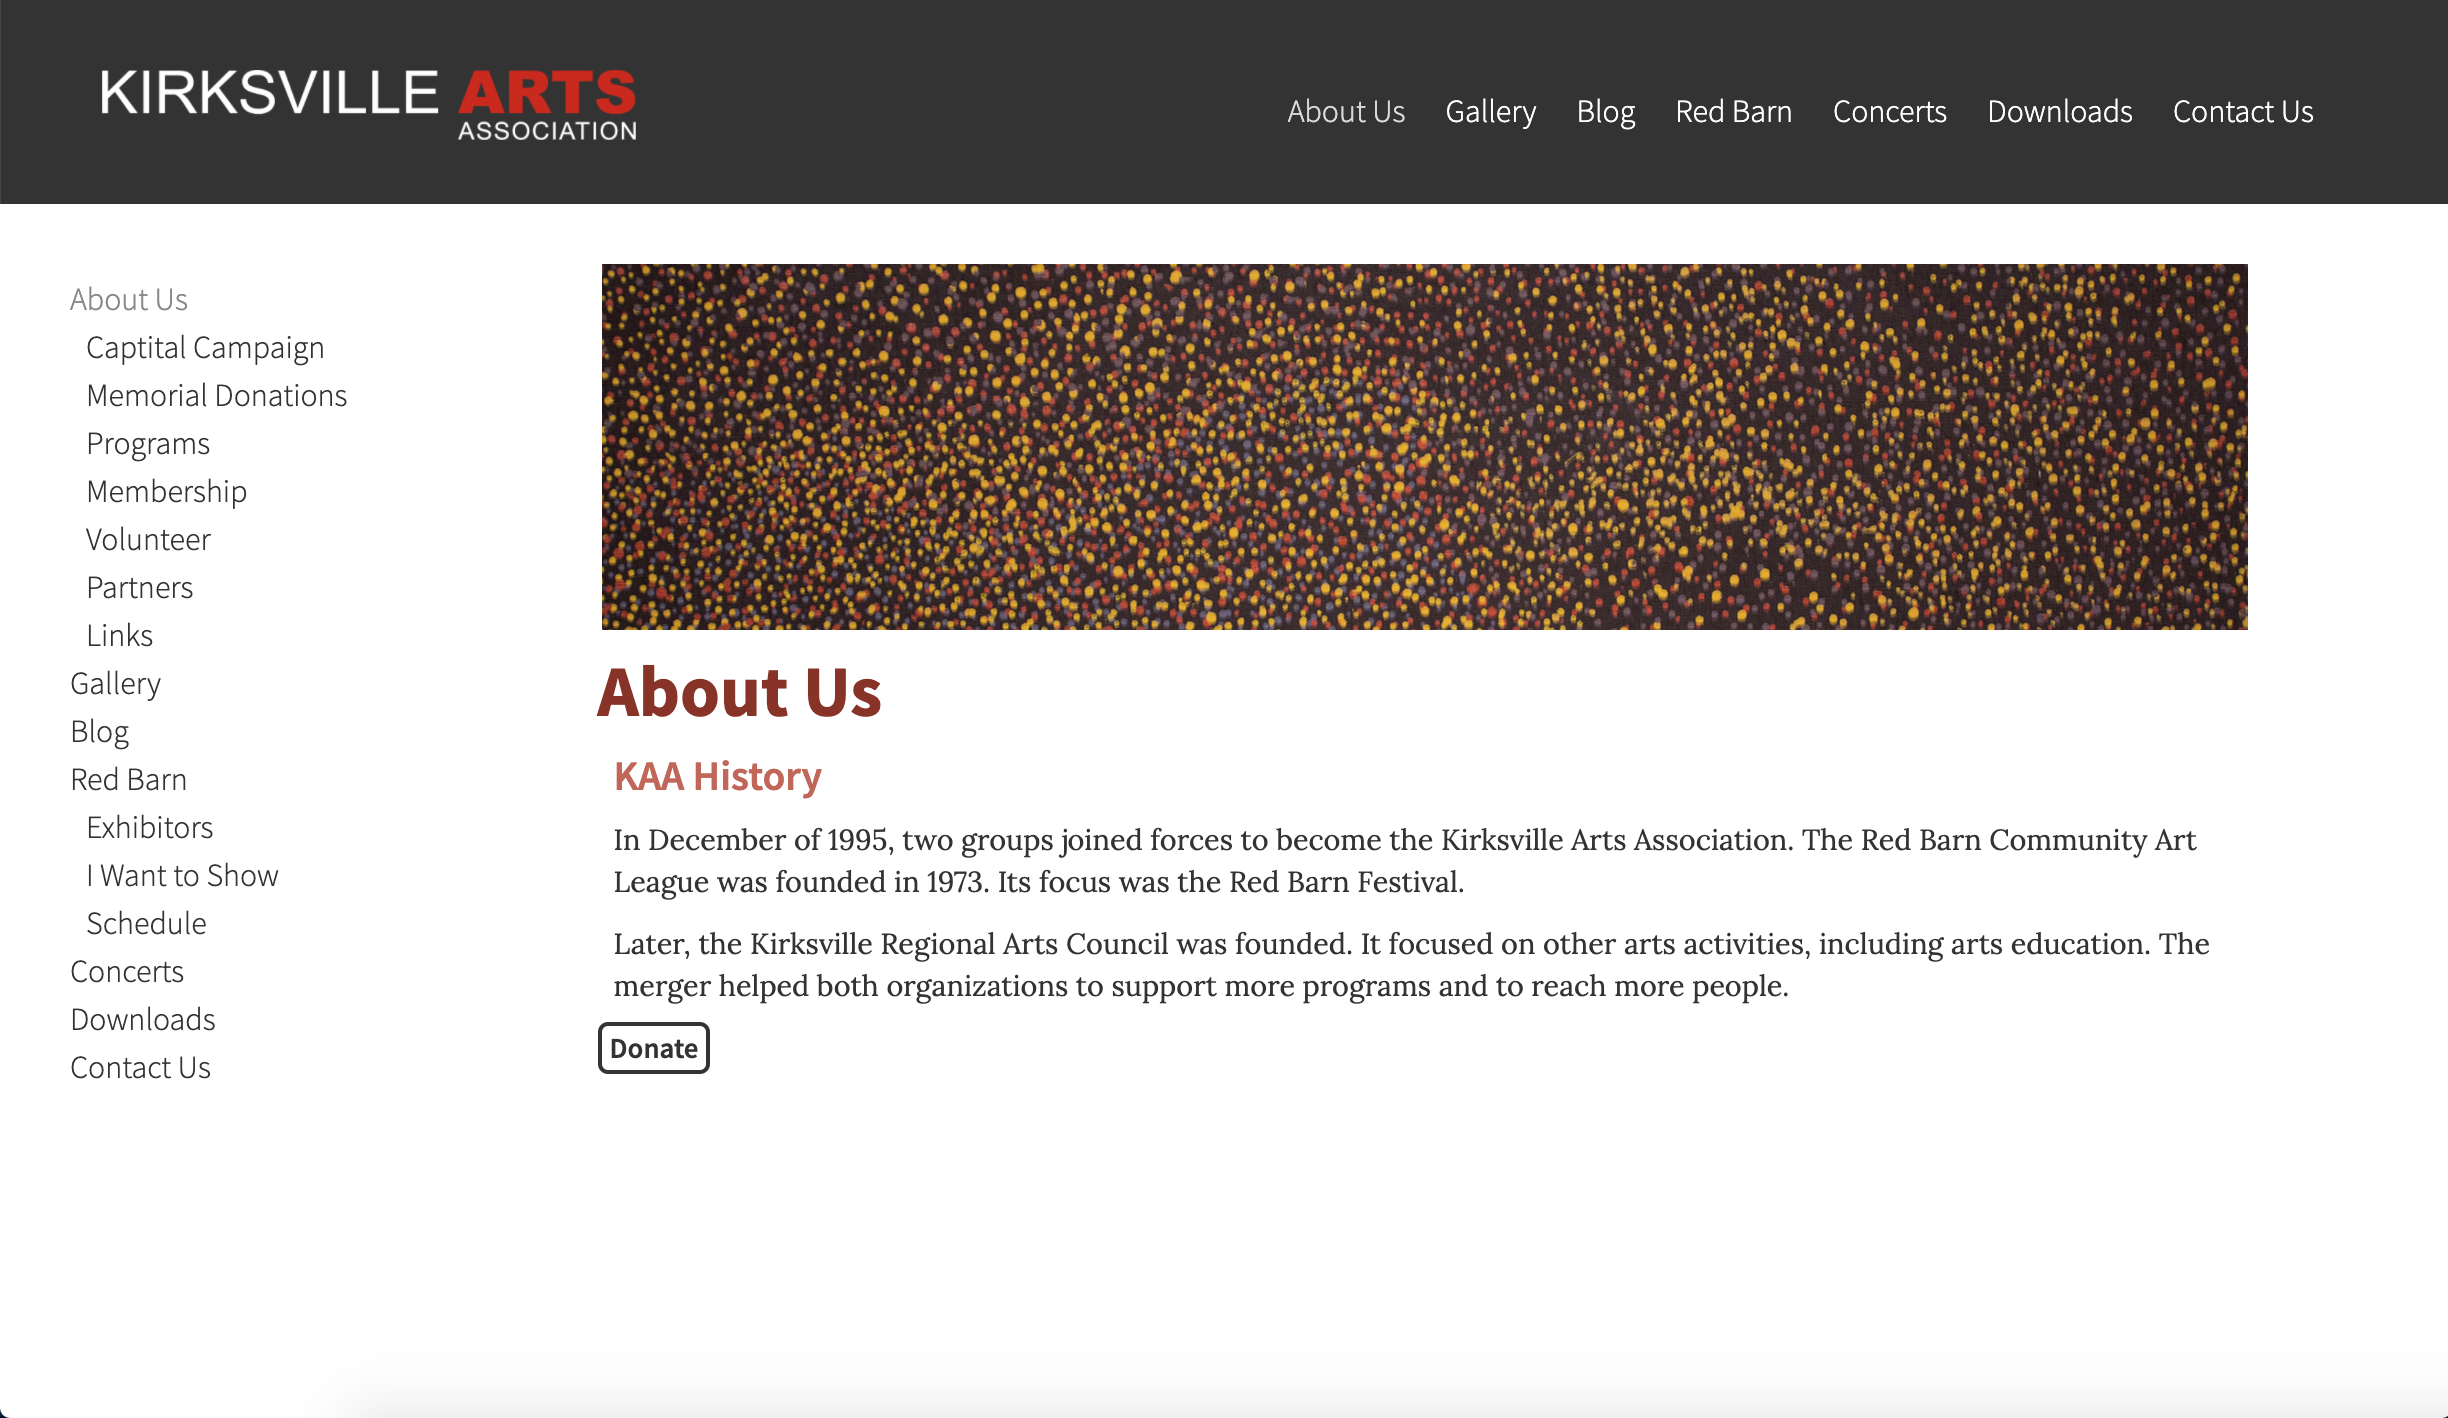 KIRKSVILLE ARTS
ASSOCIATION
About Us Gallery Blog Red Barn Concerts Downloads Contact Us
About Us
Captital Campaign
Memorial Donations
Programs
Membership
Volunteer
Partners
Links
Gallery
Blog
Red Barn
Exhibitors
I Want to Show
Schedule
Concerts
Downloads
Contact Us
About Us
KAA History
In December of 1995, two groups joined forces to become the Kirksville Arts Association. The Red Barn Community Art
League was founded in 1973. Its focus was the Red Barn Festival.
Later, the Kirksville Regional Arts Council was founded. It focused on other arts activities, including arts education. The
merger helped both organizations to support more programs and to reach more people.
Donate